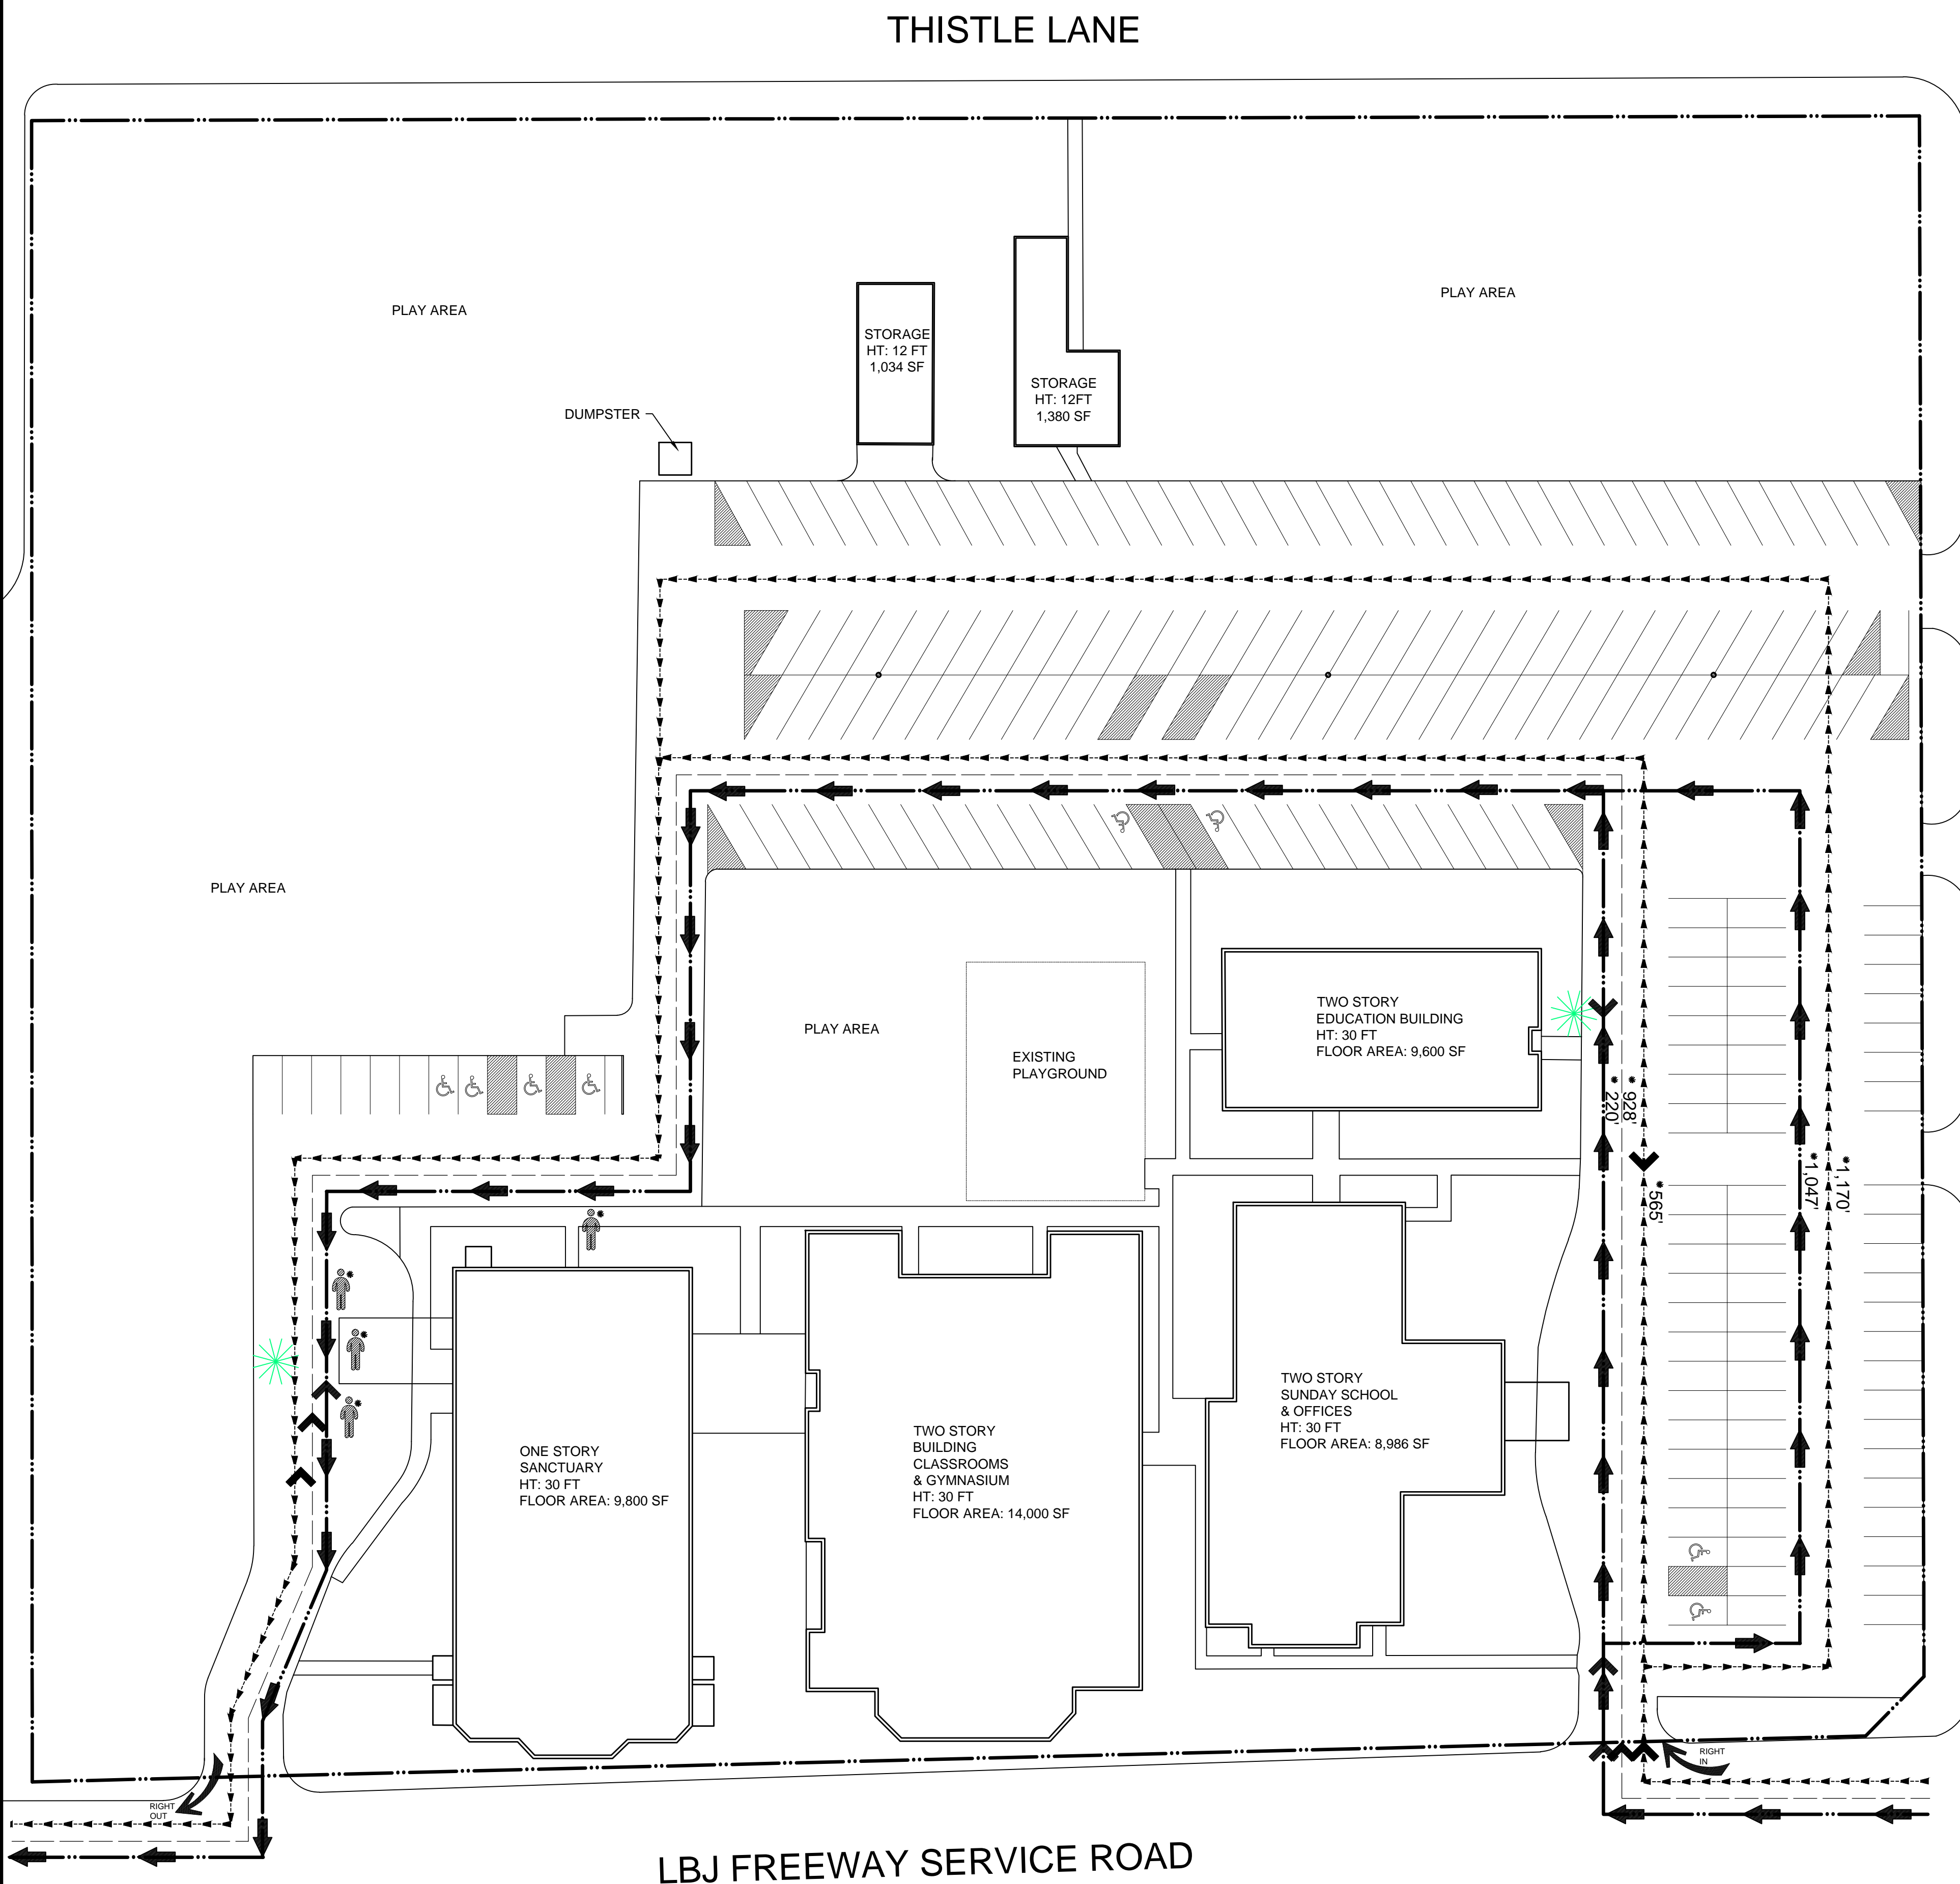 THISTLE LANE
PLAY AREA
PLAY AREA
STORAGE
HT: 12 FT
1,034 SF
STORAGE
HT: 12FT
1,380 SF
DUMPSTER
PLAY AREA
PLAY AREA
EXISTING
PLAYGROUND
TWO STORY
EDUCATION BUILDING
HT: 30 FT
FLOOR AREA: 9,600 SF
* 928'
* 220'
* 565'
*1,170'
*1,047'
ONE STORY
SANCTUARY
HT: 30 FT
FLOOR AREA: 9,800 SF
TWO STORY
BUILDING
CLASSROOMS
& GYMNASIUM
HT: 30 FT
FLOOR AREA: 14,000 SF
TWO STORY
SUNDAY SCHOOL
& OFFICES
HT: 30 FT
FLOOR AREA: 8,986 SF
RIGHT
IN
RIGHT
OUT
LBJ FREEWAY SERVICE ROAD